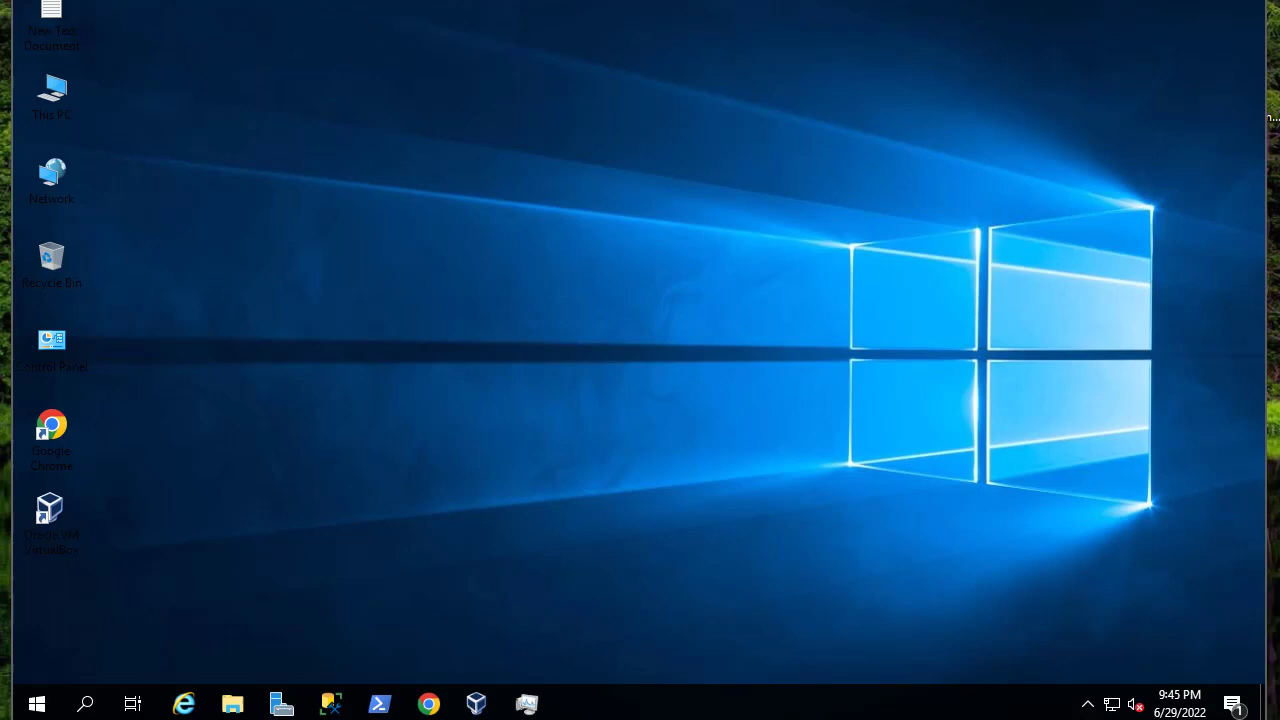 New Text
Document
This PC
Network
Recycle Bin
Control Panel
Google
Chrome
Oracle VM
VirtualBox
9:45 PM
6/29/2022
1